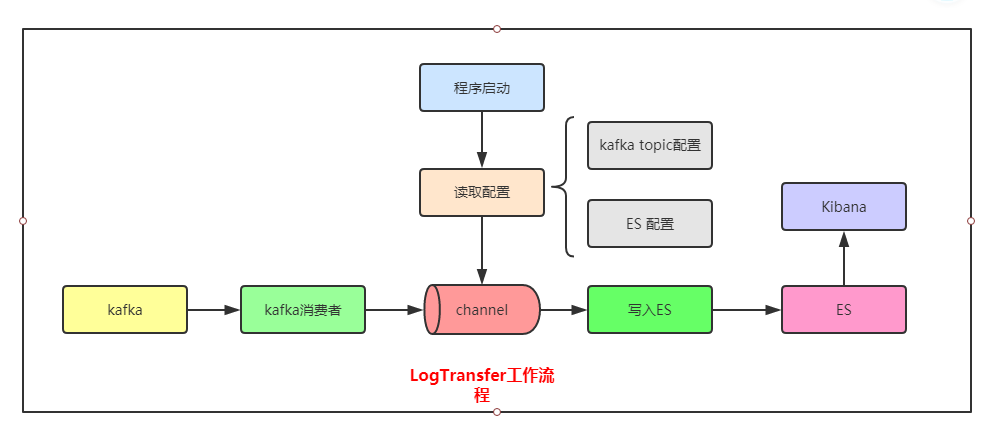 程序启动
kafka topic配置
读取配置
Kibana
ES 配置
kafka
kafka消费者
channel
写入ES
ES
LogTransfer工作流
程